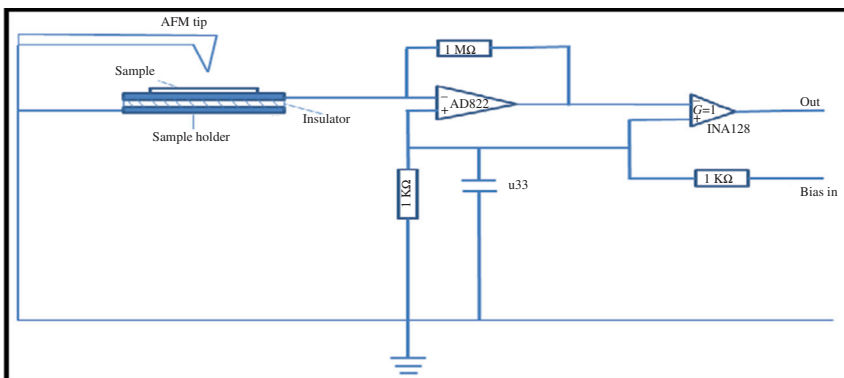 AFM tip
Sample
Insulator
Sample holder
1 MΩ
−
AD822
+
1 KΩ
u33
−
G=1
+
INA128
Out
1 KΩ
Bias in